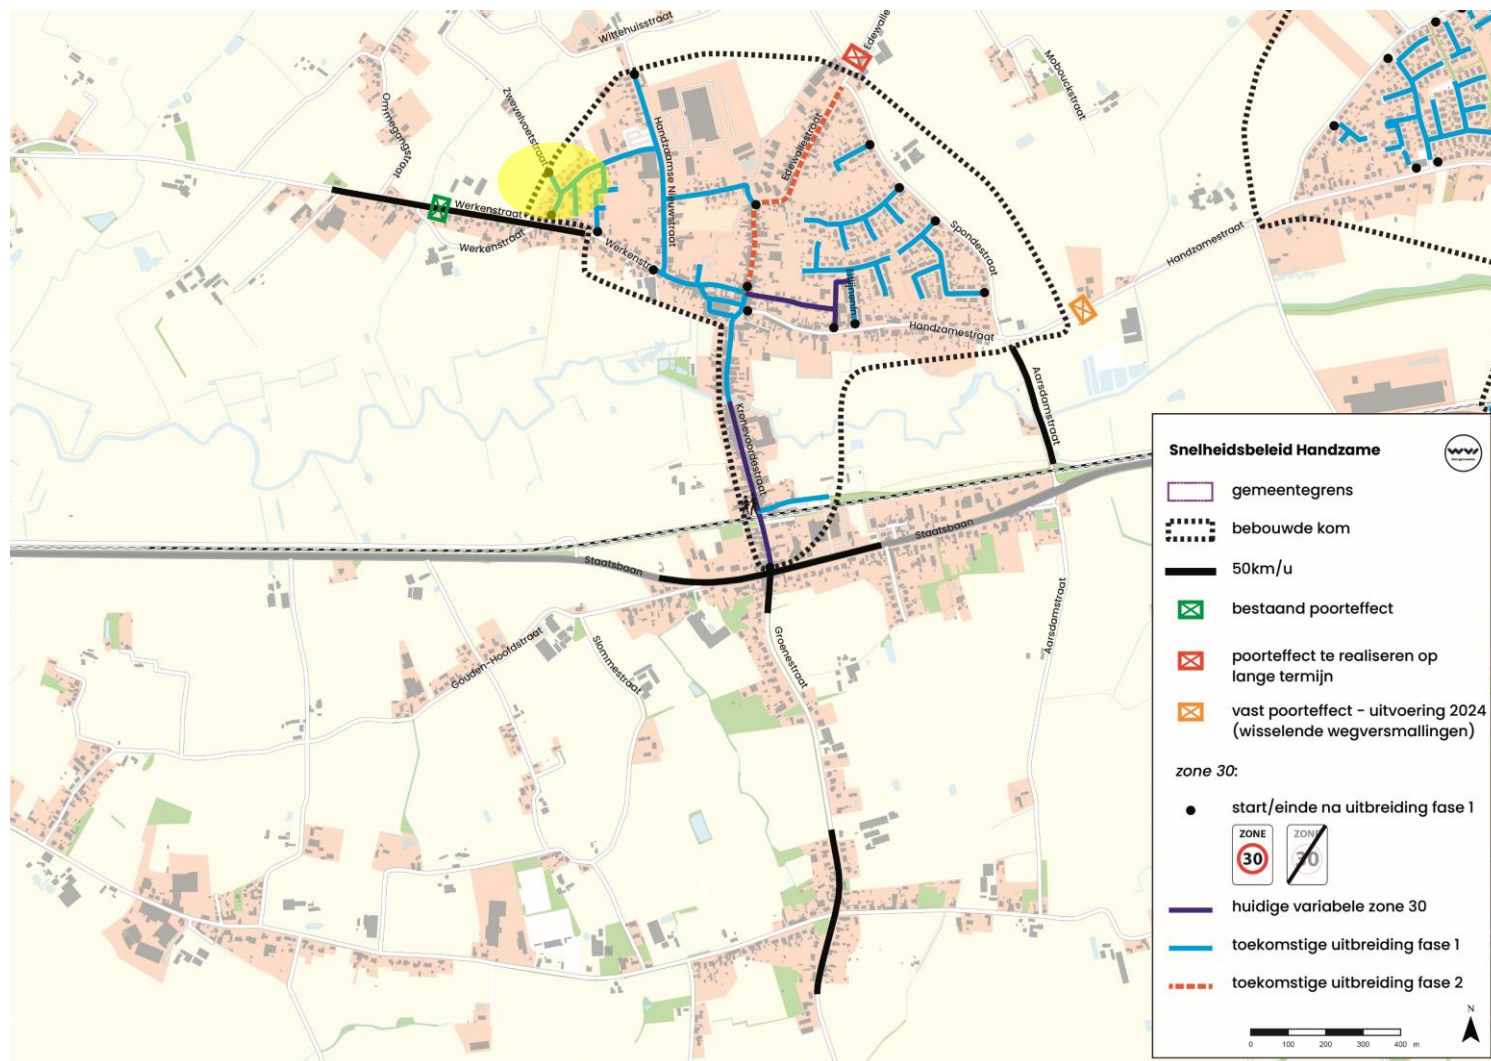 Wittehuisstraat
Edewalle
Mobouckstraat
Ommegangstraat
Zwevelvoetstraat
Handzaamse Nieuwstraat
Edewallestraat
Werkenstraat
Werkenstraat
Werkenstr
Spondestraat
Handzamestraat
Handzamestraat
Aarsdamstraat
Kronevoordestraat
Staatsbaan
Staatsbaan
Gouden-Hoofdstraat
Slommestraat
Groenestraat
Aarsdamstraat
Snelheidsbeleid Handzame
gemeentegrens
bebouwde kom
50km/u
bestaand poorteffect
poorteffect te realiseren op
lange termijn
vast poorteffect - uitvoering 2024
(wisselende wegversmallingen)
zone 30:
start/einde na uitbreiding fase 1
ZONE ZONE
30 30
huidige variabele zone 30
toekomstige uitbreiding fase 1
toekomstige uitbreiding fase 2
N
0 100 200 300 400 m